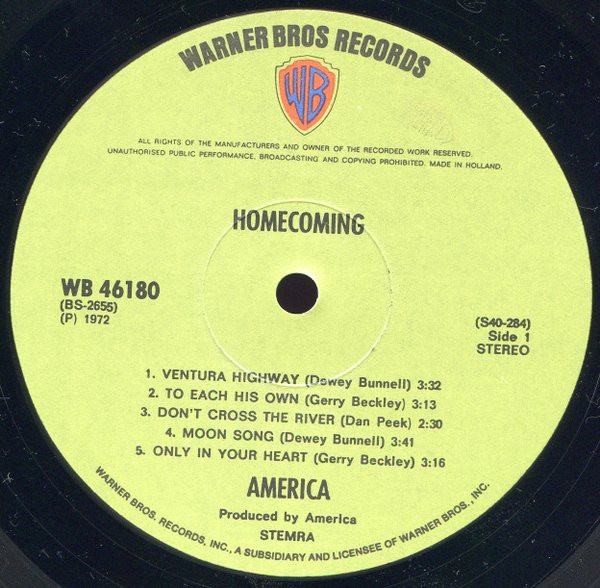 WARNER BROS RECORDS
WB
ALL RIGHTS OF THE MANUFACTURERS AND OWNER OF THE RECORDED WORK RESERVED.
UNAUTHORISED PUBLIC PERFORMANCE, BROADCASTING AND COPYING PROHIBITED. MADE IN HOLLAND.
HOMECOMING
WB 46180
(BS-2655)
(P) 1972
(S40-284)
Side 1
STEREO
1. VENTURA HIGHWAY (Dewey Bunnell) 3:32
2. TO EACH HIS OWN (Gerry Beckley) 3:13
3. DON'T CROSS THE RIVER (Dan Peek) 2:30
4. MOON SONG (Dewey Bunnell) 3:41
5. ONLY IN YOUR HEART (Gerry Beckley) 3:16
AMERICA
Produced by America
STEMRA
WARNER BROS. RECORDS, INC., A SUBSIDIARY AND LICENSEE OF WARNER BROS., INC.